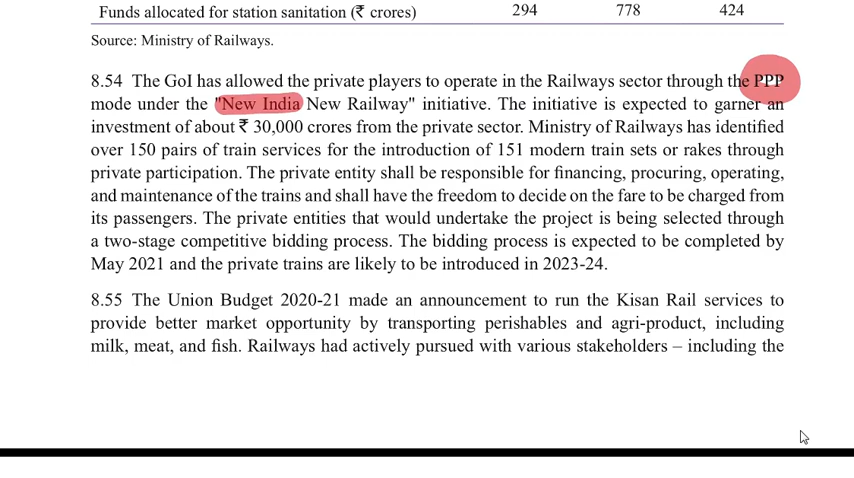 Funds allocated for station sanitation (₹ crores) 294 778 424
Source: Ministry of Railways.
8.54 The GoI has allowed the private players to operate in the Railways sector through the PPP
mode under the "New India New Railway" initiative. The initiative is expected to garner an
investment of about ₹ 30,000 crores from the private sector. Ministry of Railways has identified
over 150 pairs of train services for the introduction of 151 modern train sets or rakes through
private participation. The private entity shall be responsible for financing, procuring, operating,
and maintenance of the trains and shall have the freedom to decide on the fare to be charged from
its passengers. The private entities that would undertake the project is being selected through
a two-stage competitive bidding process. The bidding process is expected to be completed by
May 2021 and the private trains are likely to be introduced in 2023-24.
8.55 The Union Budget 2020-21 made an announcement to run the Kisan Rail services to
provide better market opportunity by transporting perishables and agri-product, including
milk, meat, and fish. Railways had actively pursued with various stakeholders – including the